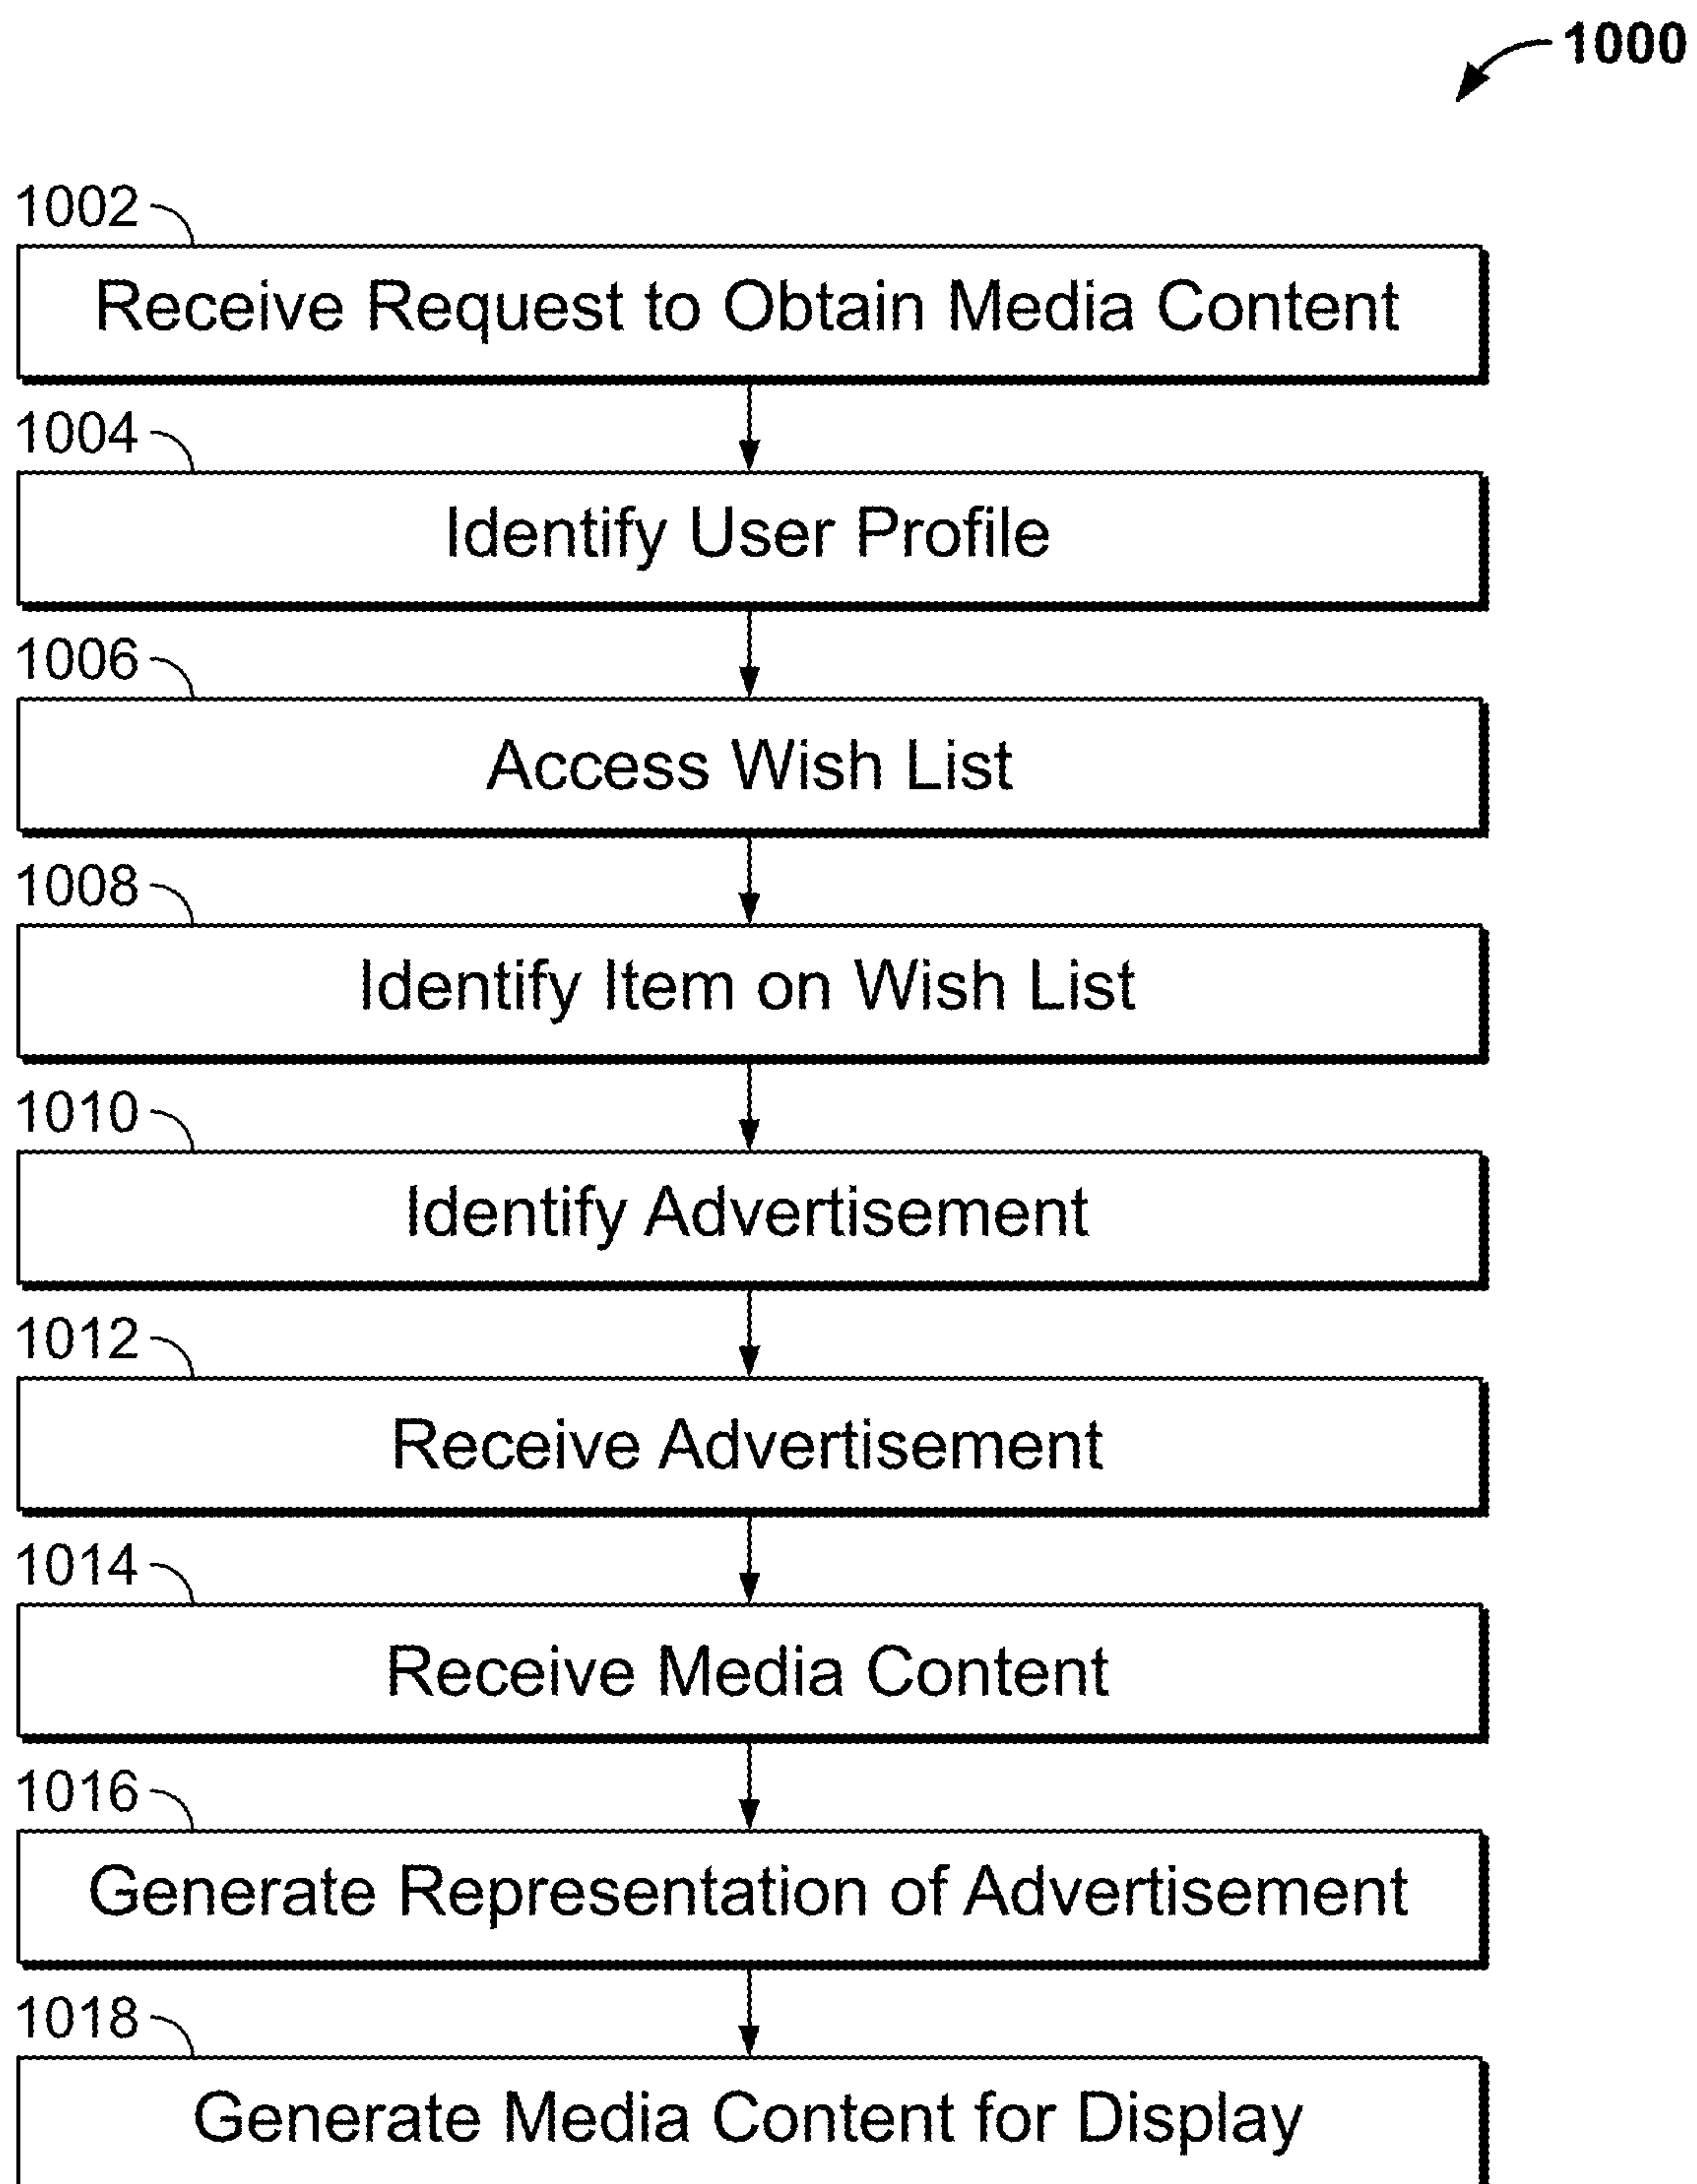 1000
1002
Receive Request to Obtain Media Content
1004
Identify User Profile
1006
Access Wish List
1008
Identify Item on Wish List
1010
Identify Advertisement
1012
Receive Advertisement
1014
Receive Media Content
1016
Generate Representation of Advertisement
1018
Generate Media Content for Display